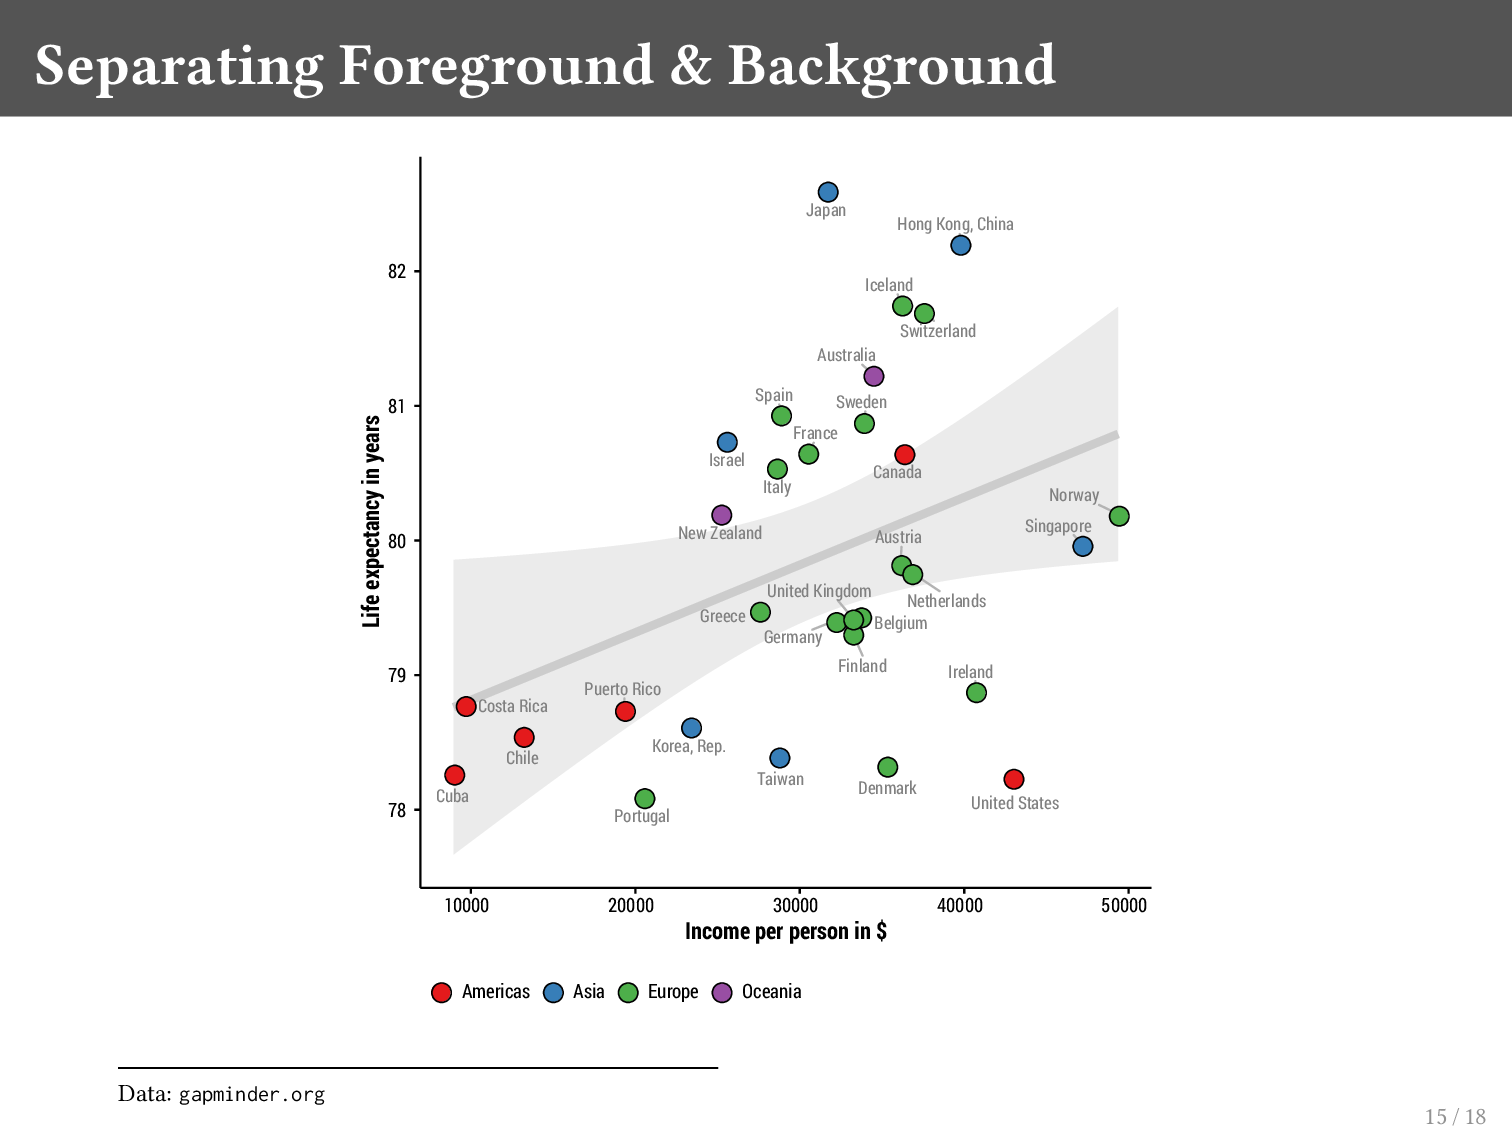 Separating Foreground & Background
Japan
Hong Kong, China
82
Iceland
Switzerland
Australia
Spain
Sweden
81
France
Israel
Canada
Italy
Norway
New Zealand
Singapore
Austria
80
United Kingdom
Netherlands
Greece
Belgium
Germany
Finland
79
Ireland
Puerto Rico
Costa Rica
Korea, Rep.
Chile
Taiwan
Denmark
Cuba
United States
78
Portugal
Life expectancy in years
10000 20000 30000 40000 50000
Income per person in $
Americas Asia Europe Oceania
Data: gapminder.org
15 / 18